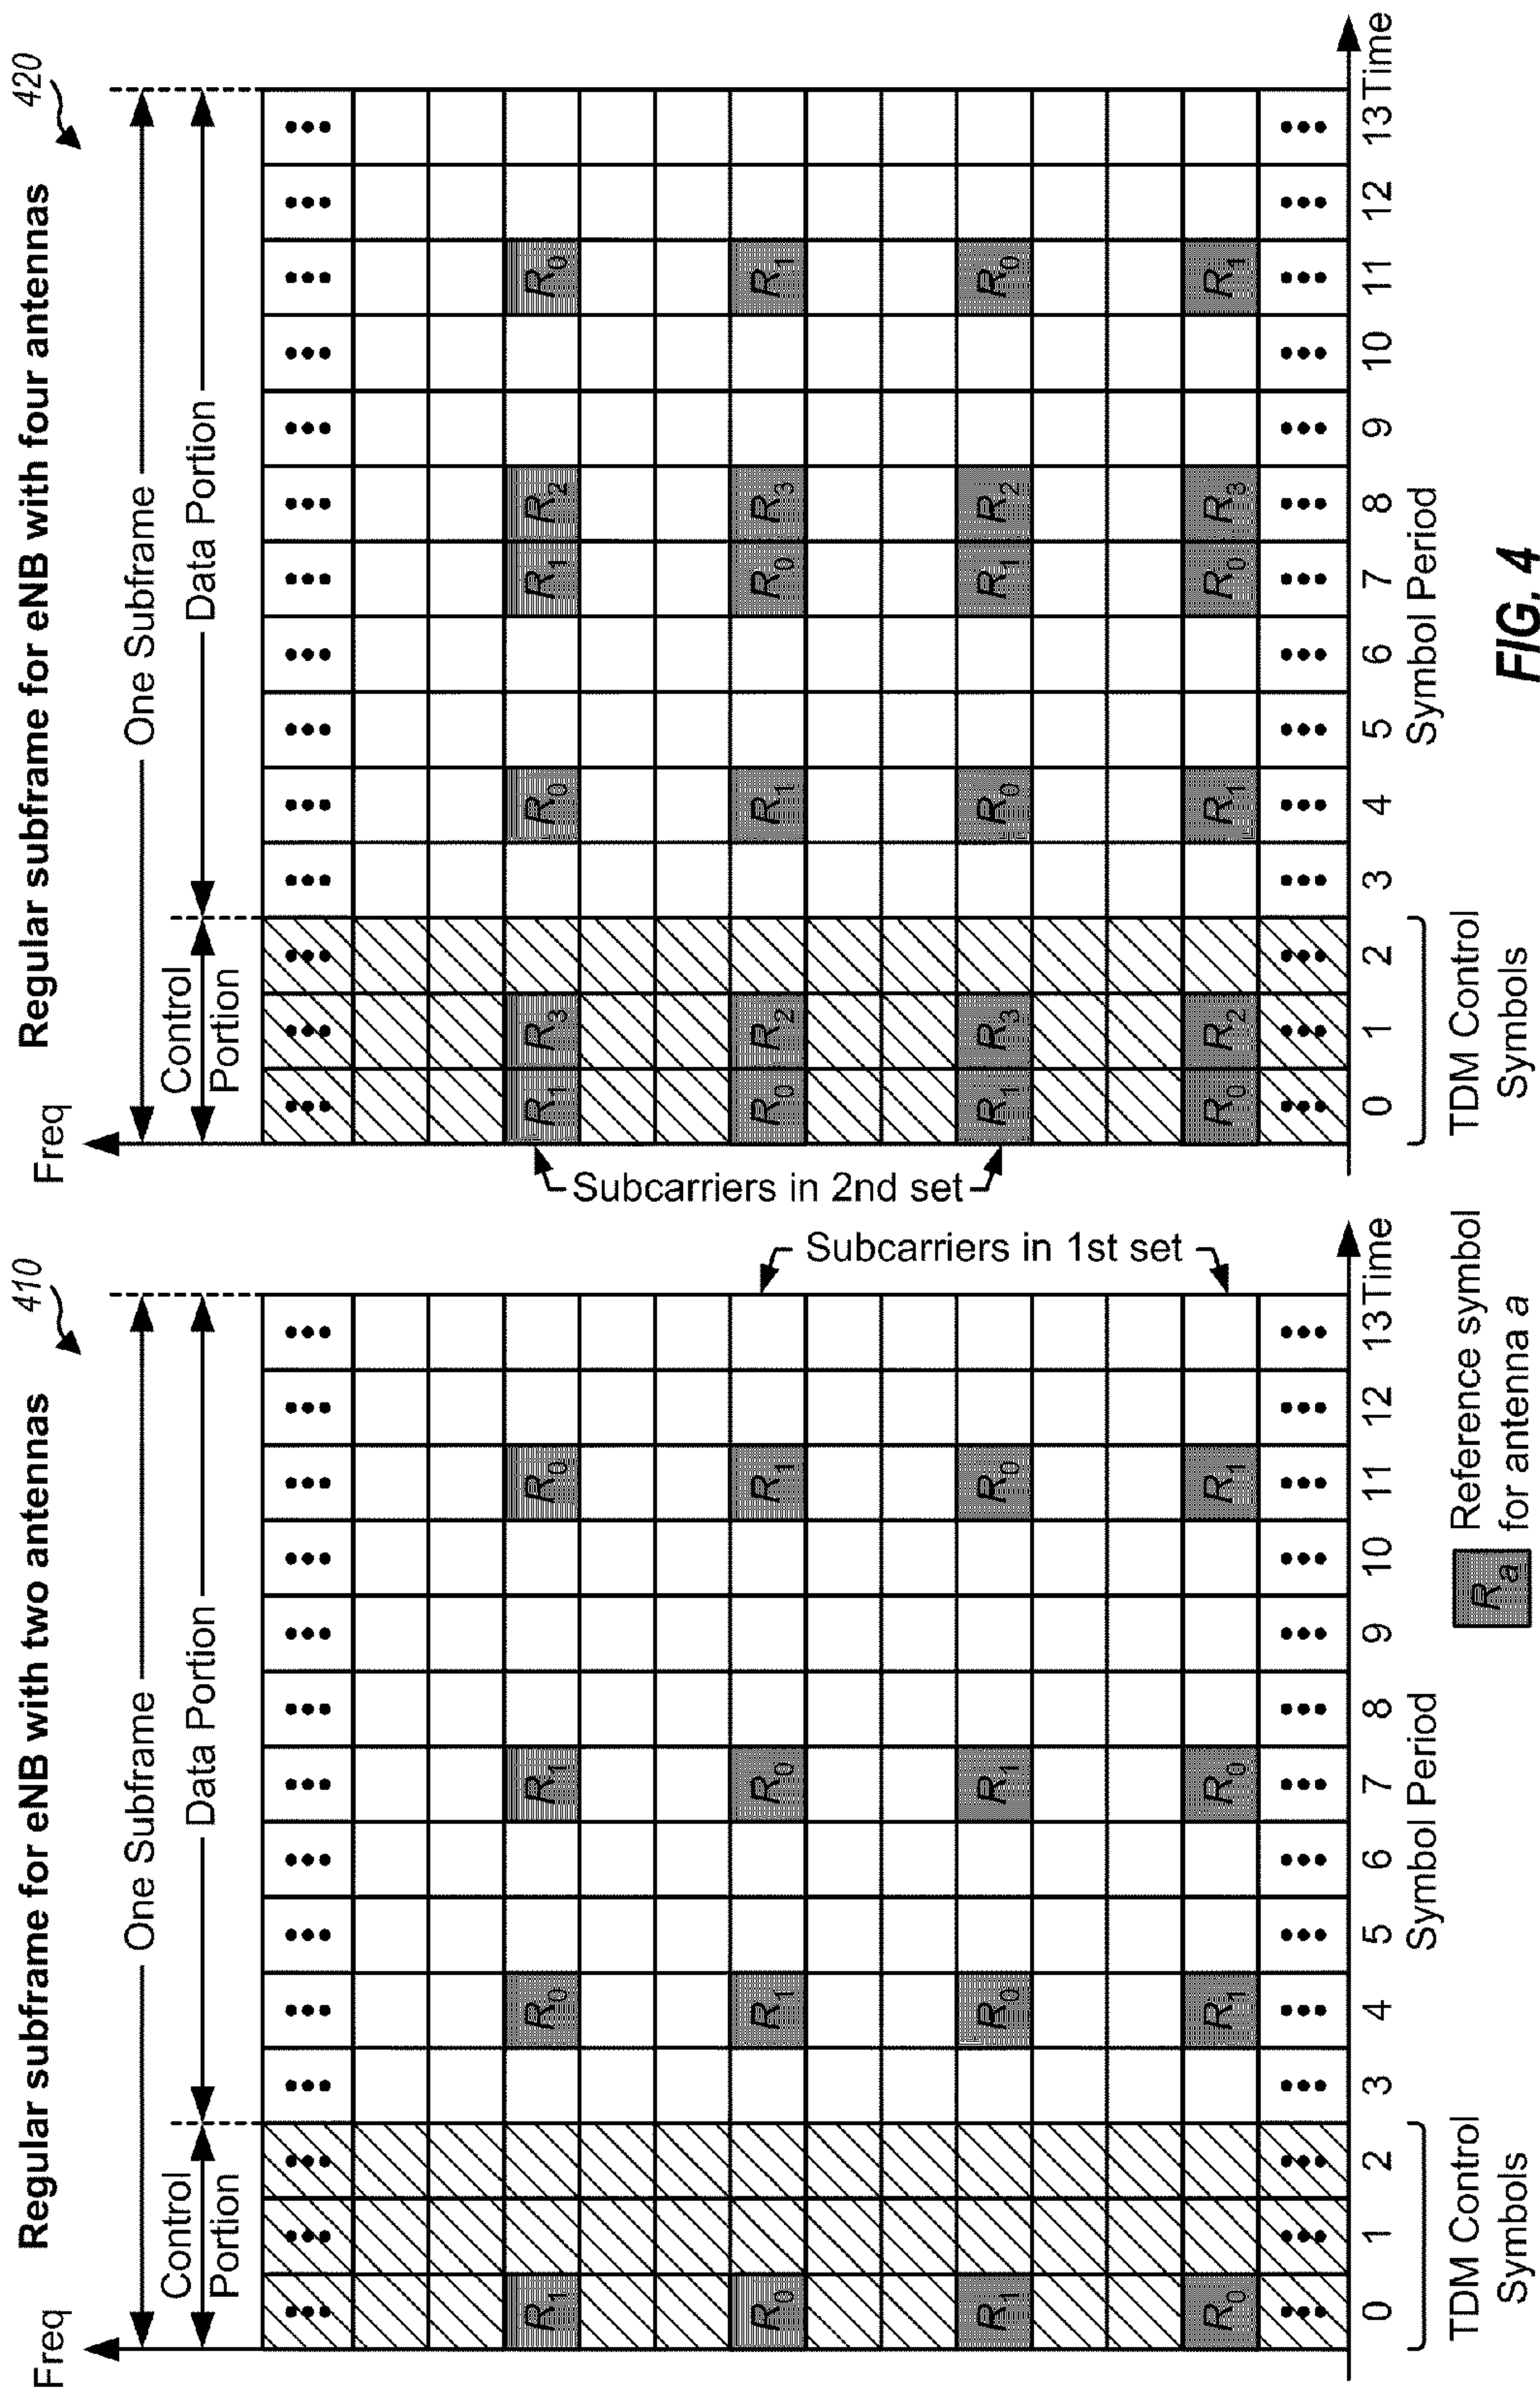 Regular subframe for eNB with two antennas
410
Freq
One Subframe
Control
Portion
Data Portion
... ... ... ... ... ... ... ... ... ... ... ... ... ...
R1 R0 R1 R0
R0 R1 R0 R1
R1 R0 R1 R0
R0 R1 R0 R1
... ... ... ... ... ... ... ... ... ... ... ... ... ...
0 1 2 3 4 5 6 7 8 9 10 11 12 13 Time
Symbol Period
TDM Control
Symbols
Subcarriers in 1st set
Ra
Reference symbol
for antenna a
Regular subframe for eNB with four antennas
420
Freq
One Subframe
Control
Portion
Data Portion
... ... ... ... ... ... ... ... ... ... ... ... ... ...
R1 R3 R0 R1 R2 R0
R0 R2 R1 R0 R3 R1
R1 R3 R0 R1 R2 R0
R0 R2 R1 R0 R3 R1
... ... ... ... ... ... ... ... ... ... ... ... ... ...
0 1 2 3 4 5 6 7 8 9 10 11 12 13 Time
Symbol Period
TDM Control
Symbols
Subcarriers in 2nd set
FIG. 4